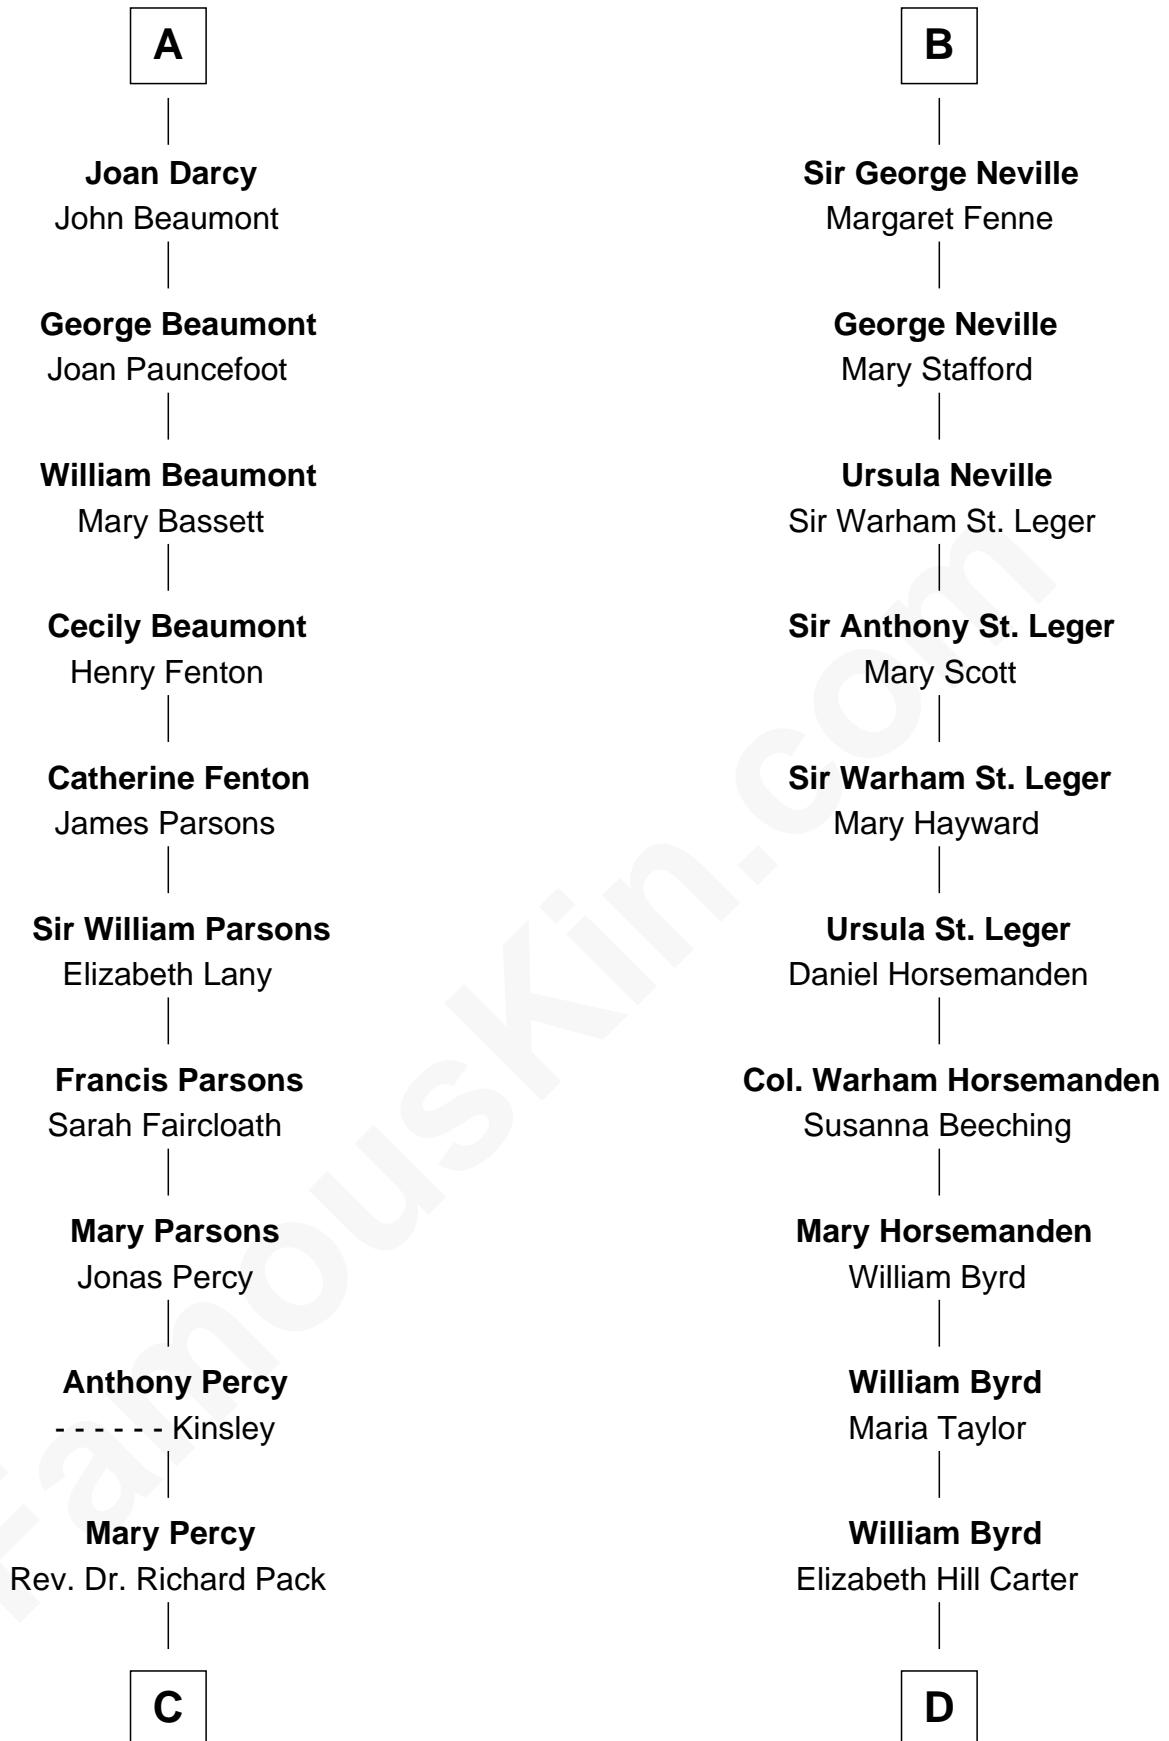 A
Joan Darcy
John Beaumont
George Beaumont
Joan Pauncefoot
William Beaumont
Mary Bassett
Cecily Beaumont
Henry Fenton
Catherine Fenton
James Parsons
Sir William Parsons
Elizabeth Lany
Francis Parsons
Sarah Faircloath
Mary Parsons
Jonas Percy
Anthony Percy
- - - - - - Kinsley
Mary Percy
Rev. Dr. Richard Pack
C
B
Sir George Neville
Margaret Fenne
George Neville
Mary Stafford
Ursula Neville
Sir Warham St. Leger
Sir Anthony St. Leger
Mary Scott
Sir Warham St. Leger
Mary Hayward
Ursula St. Leger
Daniel Horsemanden
Col. Warham Horsemanden
Susanna Beeching
Mary Horsemanden
William Byrd
William Byrd
Maria Taylor
William Byrd
Elizabeth Hill Carter
D
FamousKin.com